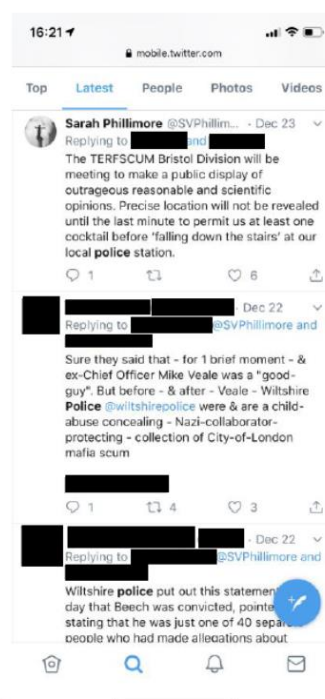 16:21
mobile.twitter.com
Top Latest People Photos Videos
Sarah Phillimore @SVPhillim... · Dec 23
Replying to and
The TERFSCUM Bristol Division will be
meeting to make a public display of
outrageous reasonable and scientific
opinions. Precise location will not be revealed
until the last minute to permit us at least one
cocktail before 'falling down the stairs' at our
local police station.
1 6
· Dec 22
Replying to @SVPhillimore and
Sure they said that - for 1 brief moment - &
ex-Chief Officer Mike Veale was a "good-
guy". But before - & after - Veale - Wiltshire
Police @wiltshirepolice were & are a child-
abuse concealing - Nazi-collaborator-
protecting - collection of City-of-London
mafia scum
1 4 3
· Dec 22
Replying to @SVPhillimore and
Wiltshire police put out this statemen
day that Beech was convicted, pointe
stating that he was just one of 40 separ
people who had made allegations about